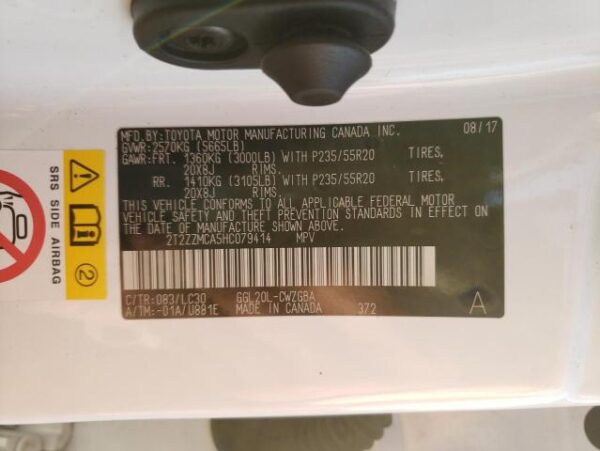 MFD.BY:TOYOTA MOTOR MANUFACTURING CANADA INC. 08/17
GVWR:2570KG (5665LB)
GAWR:FRT. 1360KG (3000LB) WITH P235/55R20 TIRES,
20X8J RIMS.
RR. 1410KG (3105LB) WITH P235/55R20 TIRES,
20X8J RIMS.
THIS VEHICLE CONFORMS TO ALL APPLICABLE FEDERAL MOTOR
VEHICLE SAFETY AND THEFT PREVENTION STANDARDS IN EFFECT ON
THE DATE OF MANUFACTURE SHOWN ABOVE.
2T2ZZMCA5HC079414 MPV
C/TR:083/LC30 GGL20L-CWZGBA
A/TM:-01A/U881E MADE IN CANADA 372 A
SRS SIDE AIRBAG
2